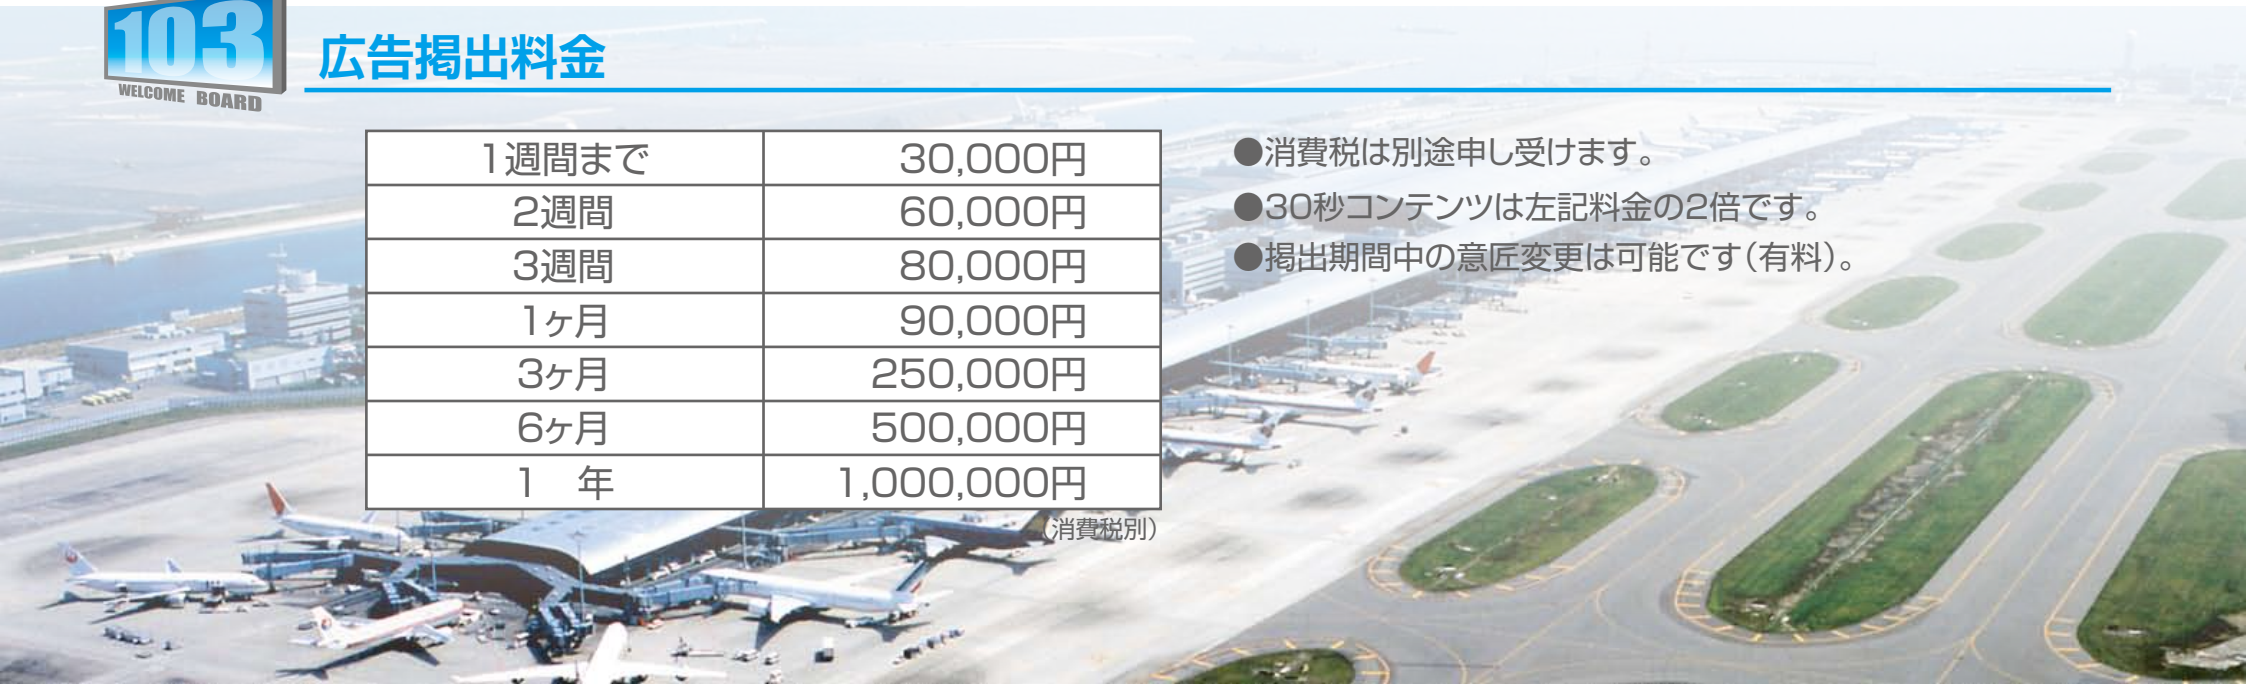 103
WELCOME BOARD
広告掲出料金
1週間まで 30,000円
2週間 60,000円
3週間 80,000円
1ヶ月 90,000円
3ヶ月 250,000円
6ヶ月 500,000円
1 年 1,000,000円
(消費税別)
●消費税は別途申し受けます。
●30秒コンテンツは左記料金の2倍です。
●掲出期間中の意匠変更は可能です(有料)。